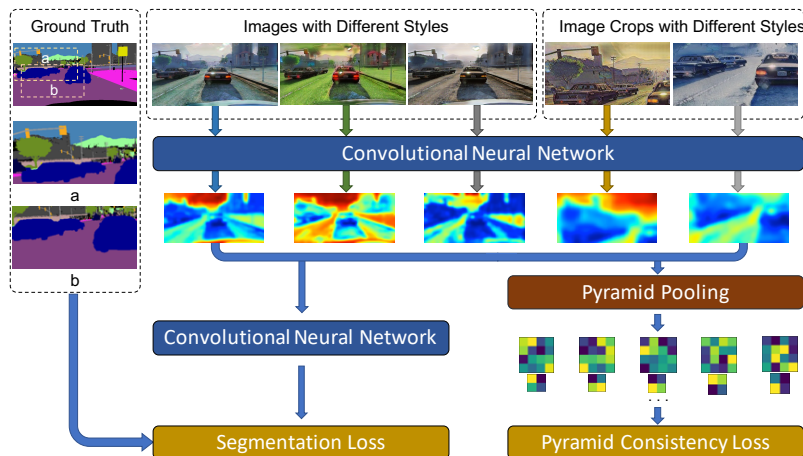 Ground Truth
Images with Different Styles
Image Crops with Different Styles
a
b
Convolutional Neural Network
a
b
Pyramid Pooling
Convolutional Neural Network
. . .
Segmentation Loss
Pyramid Consistency Loss